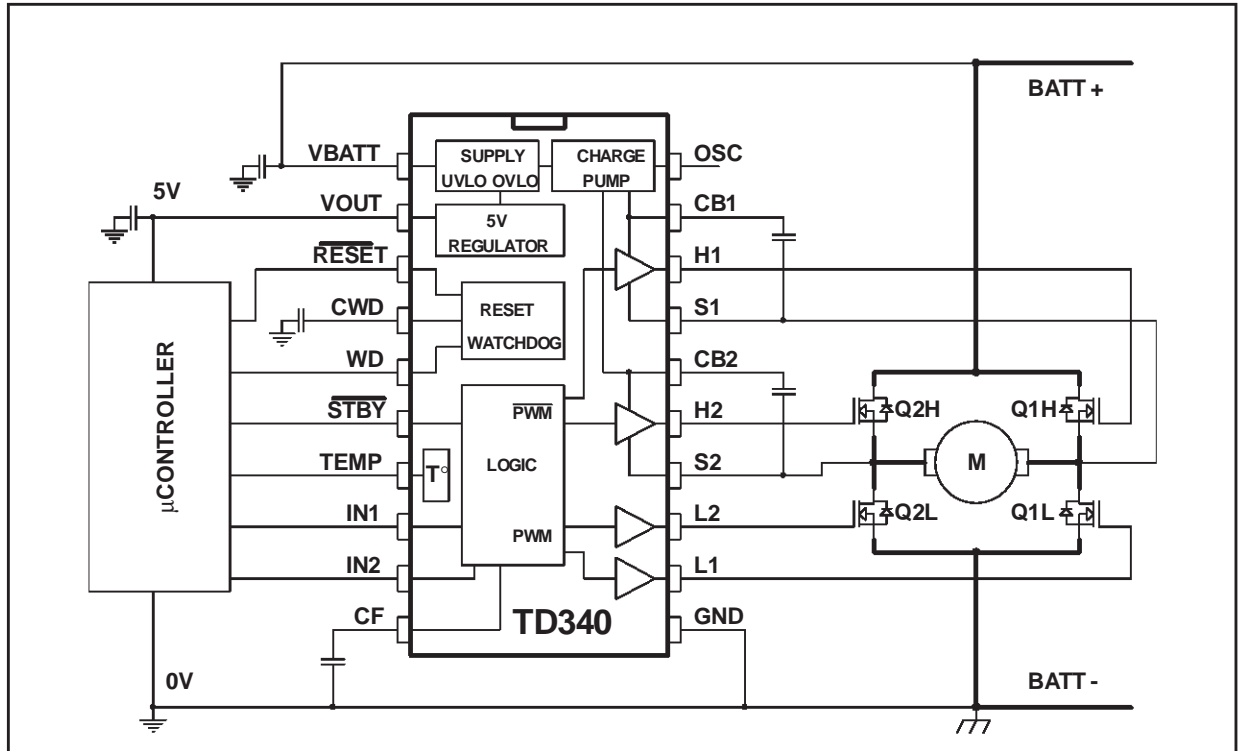 BATT +
VBATT
SUPPLY
UVLO OVLO
CHARGE
PUMP
OSC
5V
VOUT
5V
REGULATOR
CB1
RESET
H1
CWD
RESET
WATCHDOG
S1
WD
CB2
STBY
PWM
H2
Q2H
Q1H
µCONTROLLER
TEMP
T°
LOGIC
S2
M
IN1
PWM
L2
Q2L
Q1L
IN2
L1
CF
TD340
GND
0V
BATT -